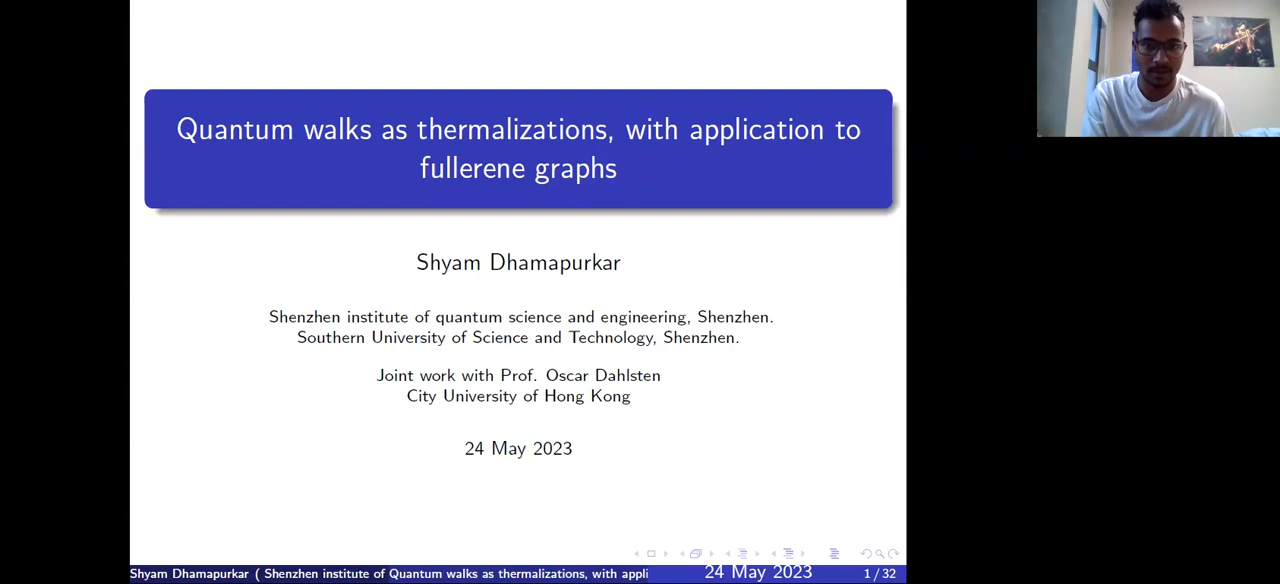 Quantum walks as thermalizations, with application to
fullerene graphs
Shyam Dhamapurkar
Shenzhen institute of quantum science and engineering, Shenzhen.
Southern University of Science and Technology, Shenzhen.
Joint work with Prof. Oscar Dahlsten
City University of Hong Kong
24 May 2023
Shyam Dhamapurkar ( Shenzhen institute of Quantum walks as thermalizations, with appli 24 May 2023 1 / 32